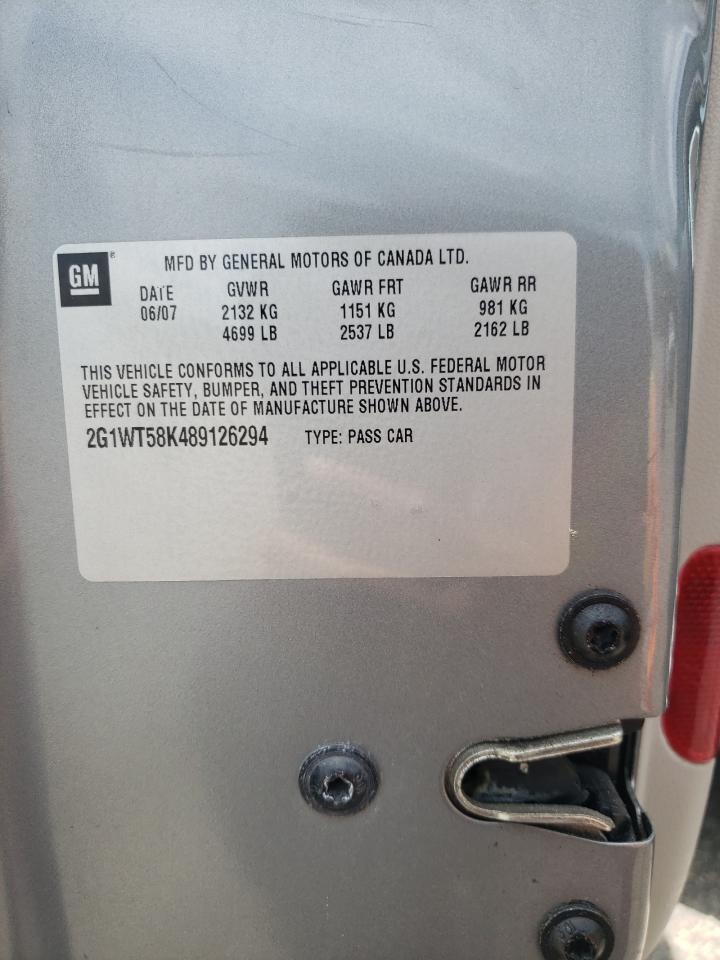 GM ®
MFD BY GENERAL MOTORS OF CANADA LTD.
DATE GVWR GAWR FRT GAWR RR
06/07 2132 KG 1151 KG 981 KG
4699 LB 2537 LB 2162 LB
THIS VEHICLE CONFORMS TO ALL APPLICABLE U.S. FEDERAL MOTOR
VEHICLE SAFETY, BUMPER, AND THEFT PREVENTION STANDARDS IN
EFFECT ON THE DATE OF MANUFACTURE SHOWN ABOVE.
2G1WT58K489126294 TYPE: PASS CAR